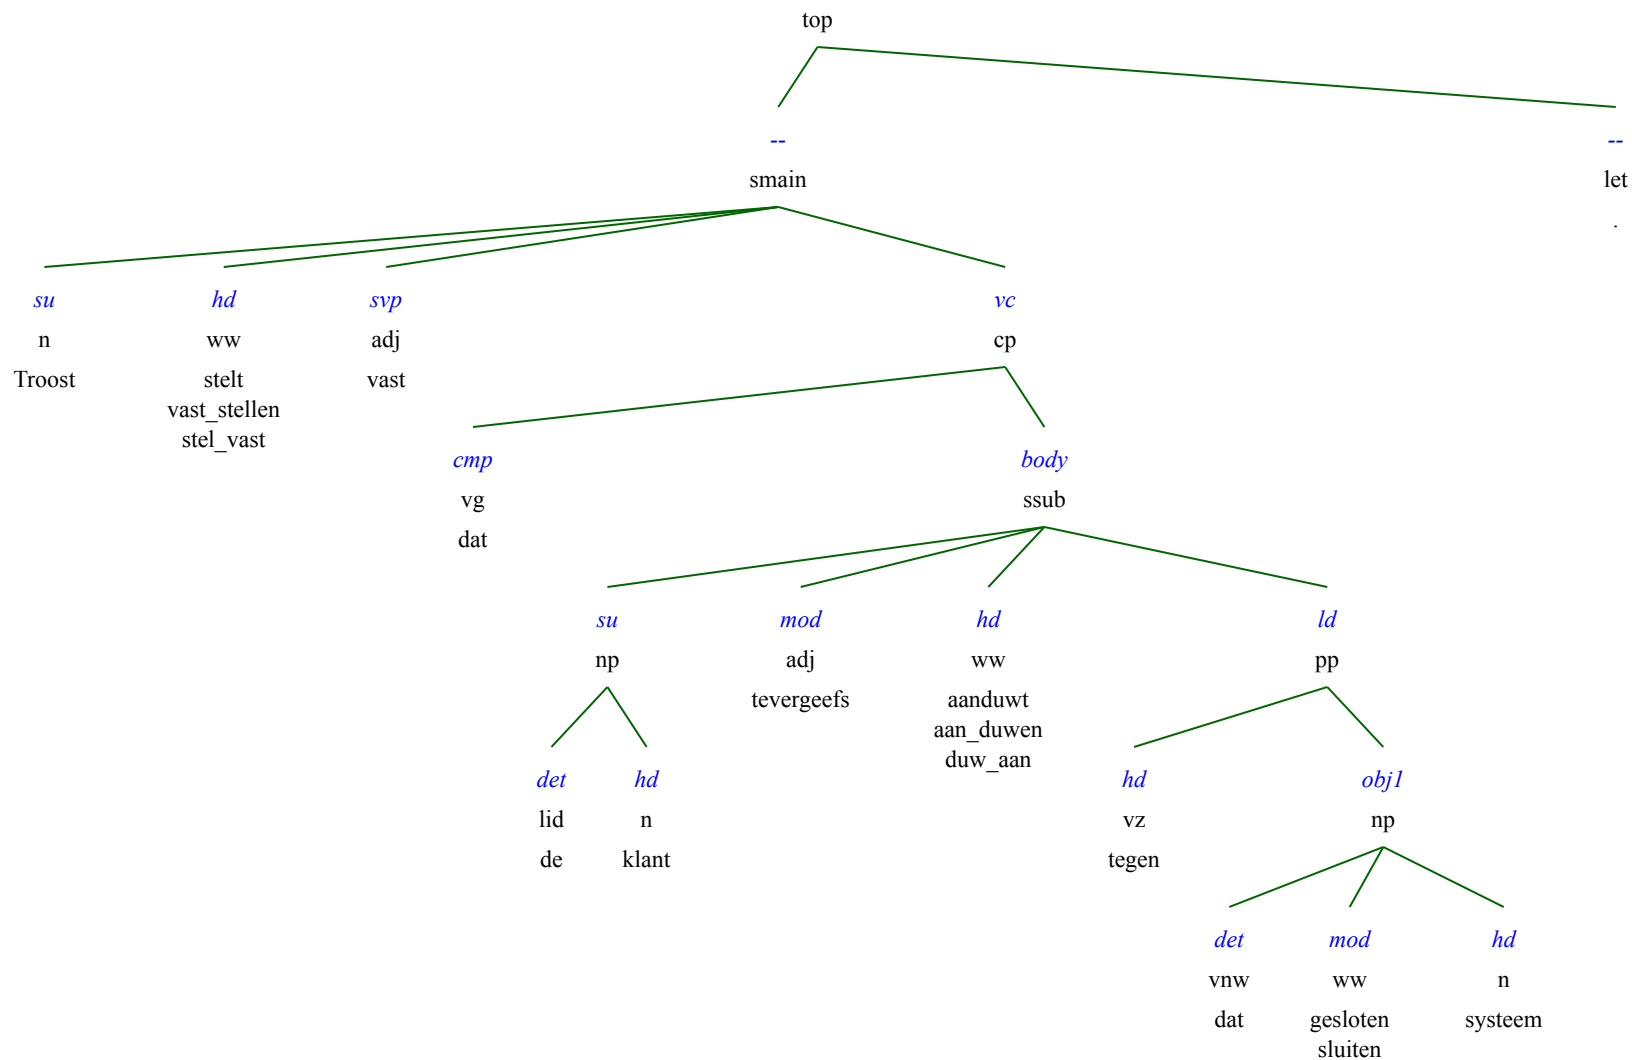 top
-- --
smain let
.
su hd svp vc
n ww adj cp
Troost stelt vast
vast_stellen
stel_vast
cmp body
vg ssub
dat
su mod hd ld
np adj ww pp
tevergeefs aanduwt
aan_duwen
duw_aan
det hd hd obj1
lid n vz np
de klant tegen
det mod hd
vnw ww n
dat gesloten systeem
sluiten